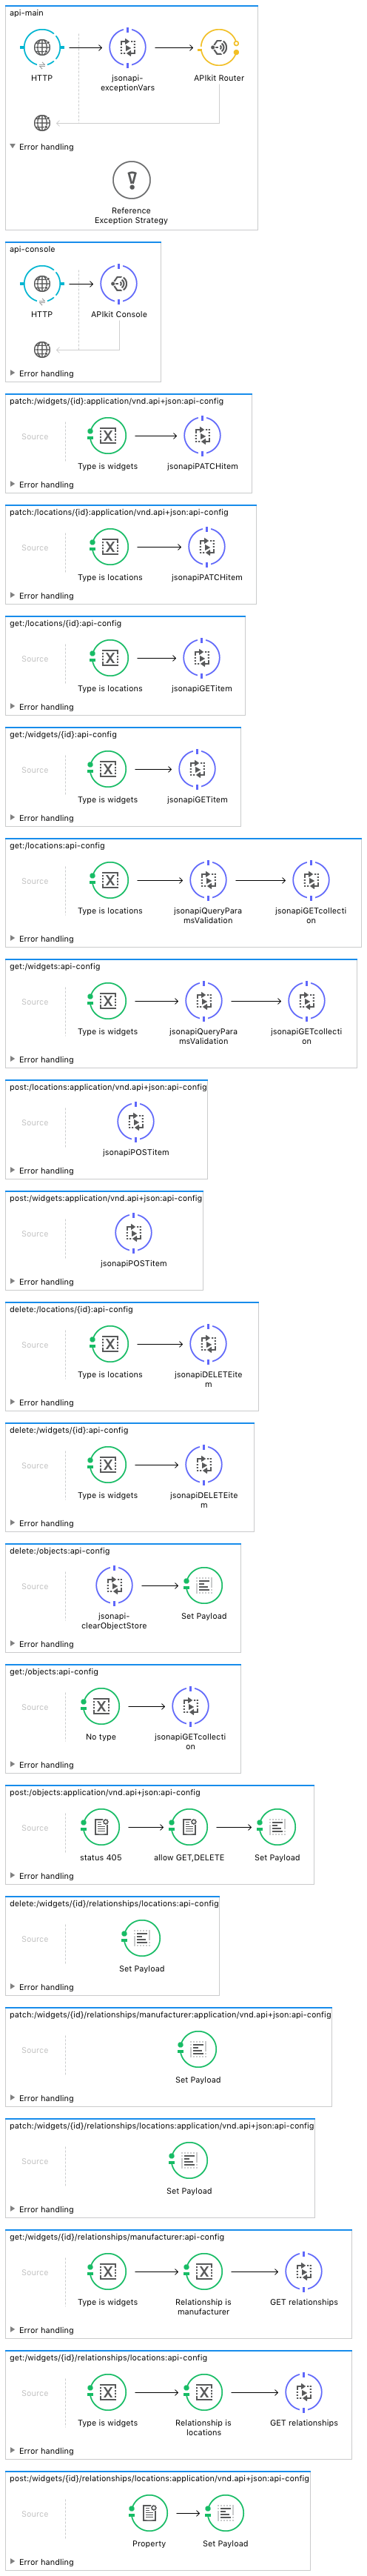 api-main
HTTP
jsonapi-
exceptionVars
APIkit Router
Error handling
Reference
Exception Strategy
api-console
HTTP
APIkit Console
Error handling
patch:/widgets/{id}:application/vnd.api+json:api-config
Source
Type is widgets
jsonapiPATCHitem
Error handling
patch:/locations/{id}:application/vnd.api+json:api-config
Source
Type is locations
jsonapiPATCHitem
Error handling
get:/locations/{id}:api-config
Source
Type is locations
jsonapiGETitem
Error handling
get:/widgets/{id}:api-config
Source
Type is widgets
jsonapiGETitem
Error handling
get:/locations:api-config
Source
Type is locations
jsonapiQueryPara
msValidation
jsonapiGETcollecti
on
Error handling
get:/widgets:api-config
Source
Type is widgets
jsonapiQueryPara
msValidation
jsonapiGETcollecti
on
Error handling
post:/locations:application/vnd.api+json:api-config
Source
jsonapiPOSTitem
Error handling
post:/widgets:application/vnd.api+json:api-config
Source
jsonapiPOSTitem
Error handling
delete:/locations/{id}:api-config
Source
Type is locations
jsonapiDELETEite
m
Error handling
delete:/widgets/{id}:api-config
Source
Type is widgets
jsonapiDELETEite
m
Error handling
delete:/objects:api-config
Source
jsonapi-
clearObjectStore
Set Payload
Error handling
get:/objects:api-config
Source
No type
jsonapiGETcollecti
on
Error handling
post:/objects:application/vnd.api+json:api-config
Source
status 405
allow GET,DELETE
Set Payload
Error handling
delete:/widgets/{id}/relationships/locations:api-config
Source
Set Payload
Error handling
patch:/widgets/{id}/relationships/manufacturer:application/vnd.api+json:api-config
Source
Set Payload
Error handling
patch:/widgets/{id}/relationships/locations:application/vnd.api+json:api-config
Source
Set Payload
Error handling
get:/widgets/{id}/relationships/manufacturer:api-config
Source
Type is widgets
Relationship is
manufacturer
GET relationships
Error handling
get:/widgets/{id}/relationships/locations:api-config
Source
Type is widgets
Relationship is
locations
GET relationships
Error handling
post:/widgets/{id}/relationships/locations:application/vnd.api+json:api-config
Source
Property
Set Payload
Error handling